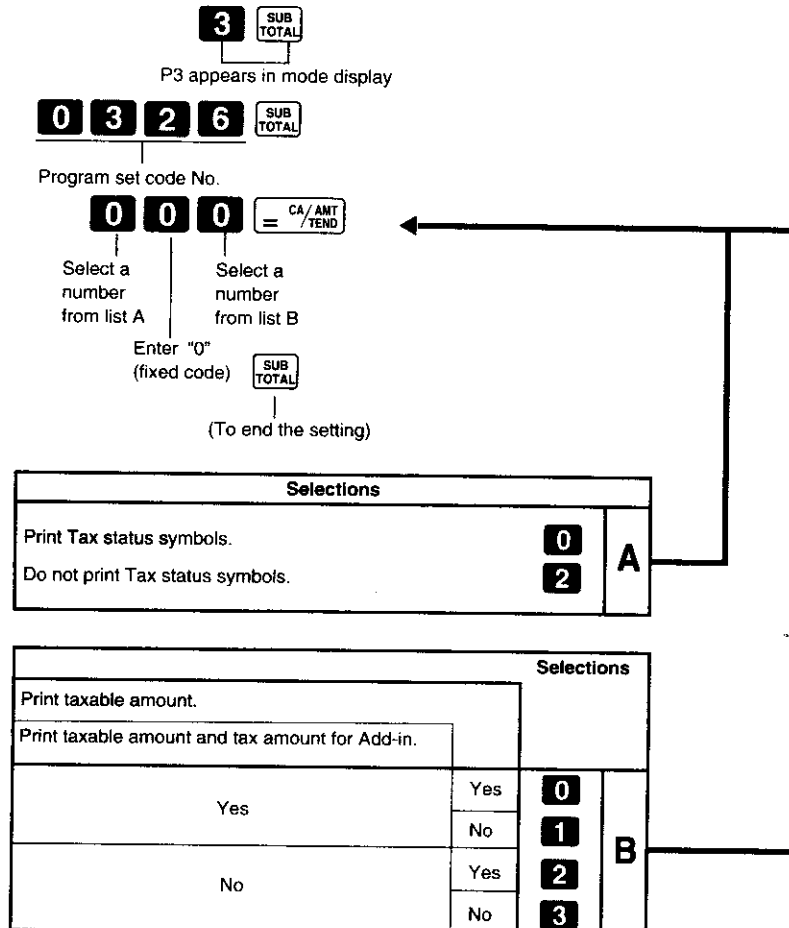 3 SUB TOTAL
P3 appears in mode display
0 3 2 6 SUB TOTAL
Program set code No.
0 0 0 = CA/AMT TEND
Select a number from list A
Select a number from list B
Enter "0" (fixed code)
SUB TOTAL
(To end the setting)
Selections
Print Tax status symbols. 0
Do not print Tax status symbols. 2
A
Selections
Print taxable amount.
Print taxable amount and tax amount for Add-in.
Yes Yes 0
No 1
B
No Yes 2
No 3